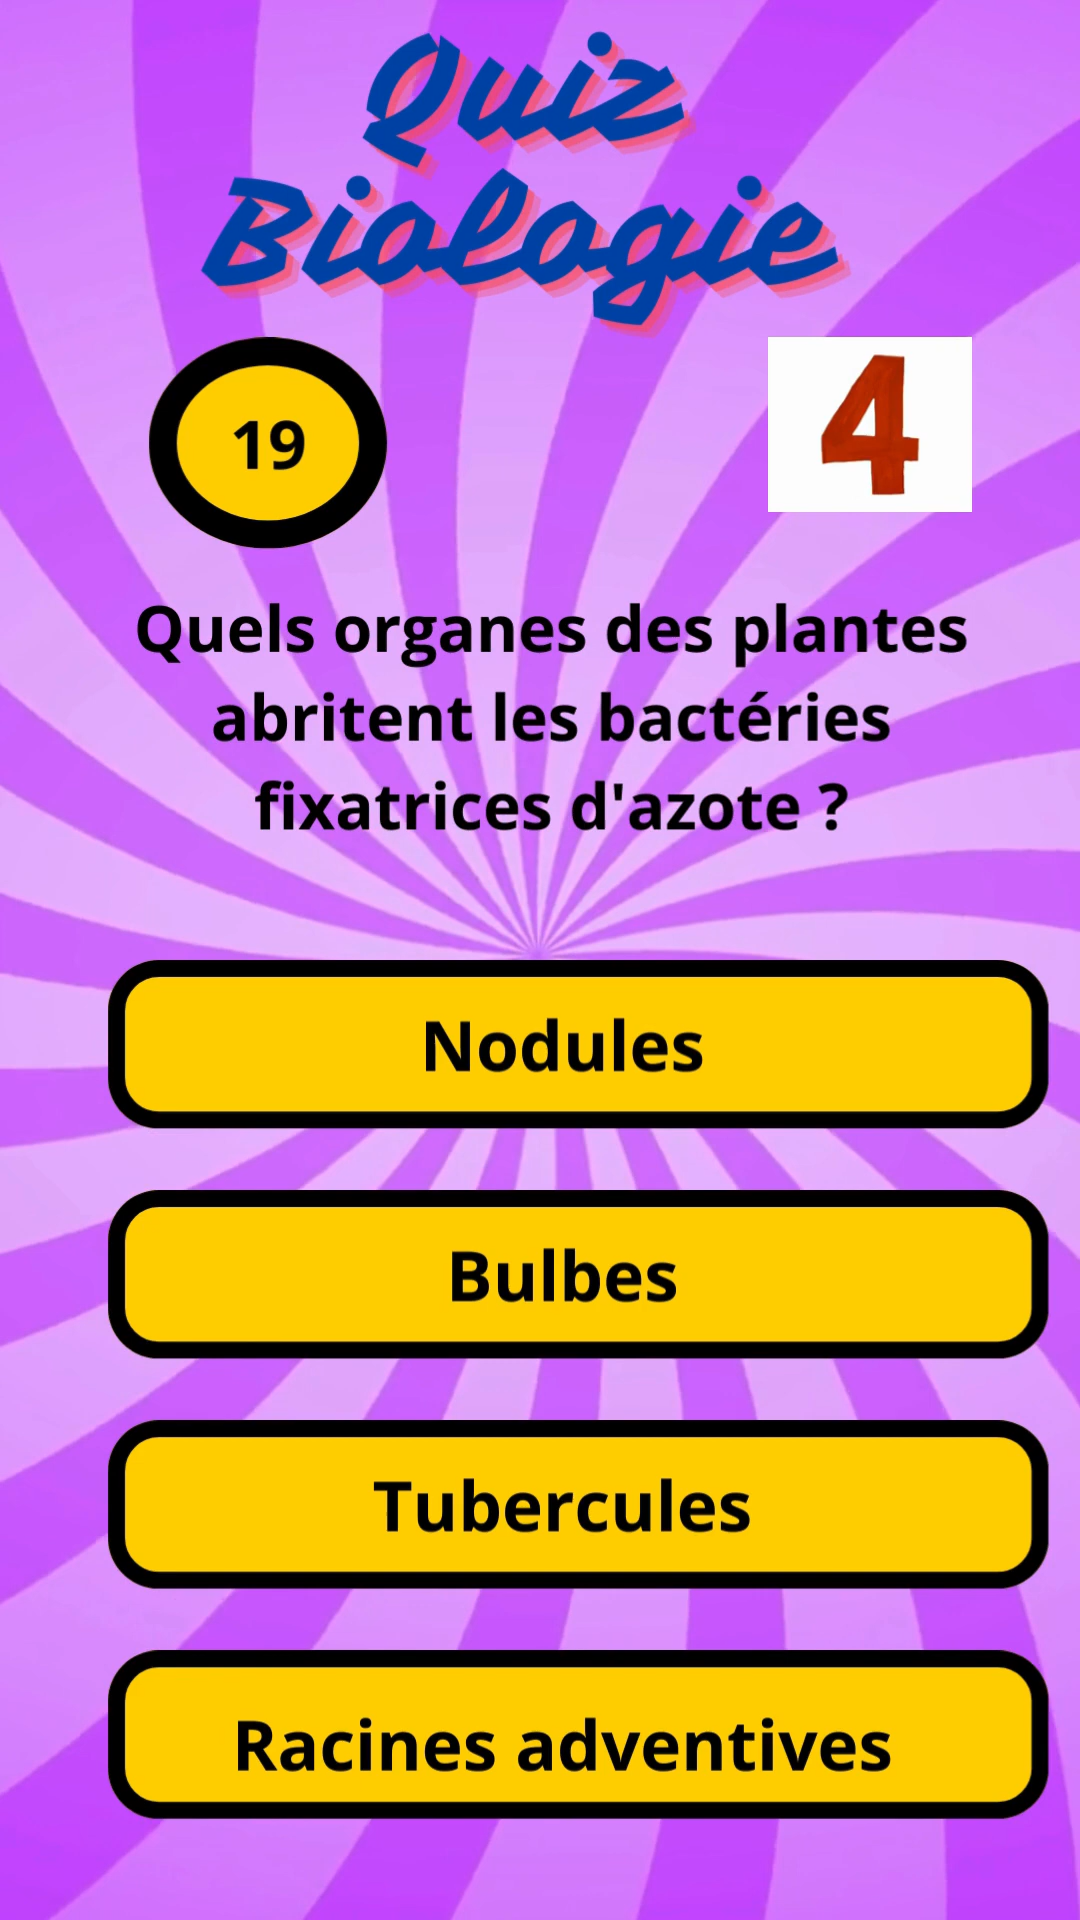 Quiz
Biologie
19
4
Quels organes des plantes
abritent les bactéries
fixatrices d'azote ?
Nodules
Bulbes
Tubercules
Racines adventives